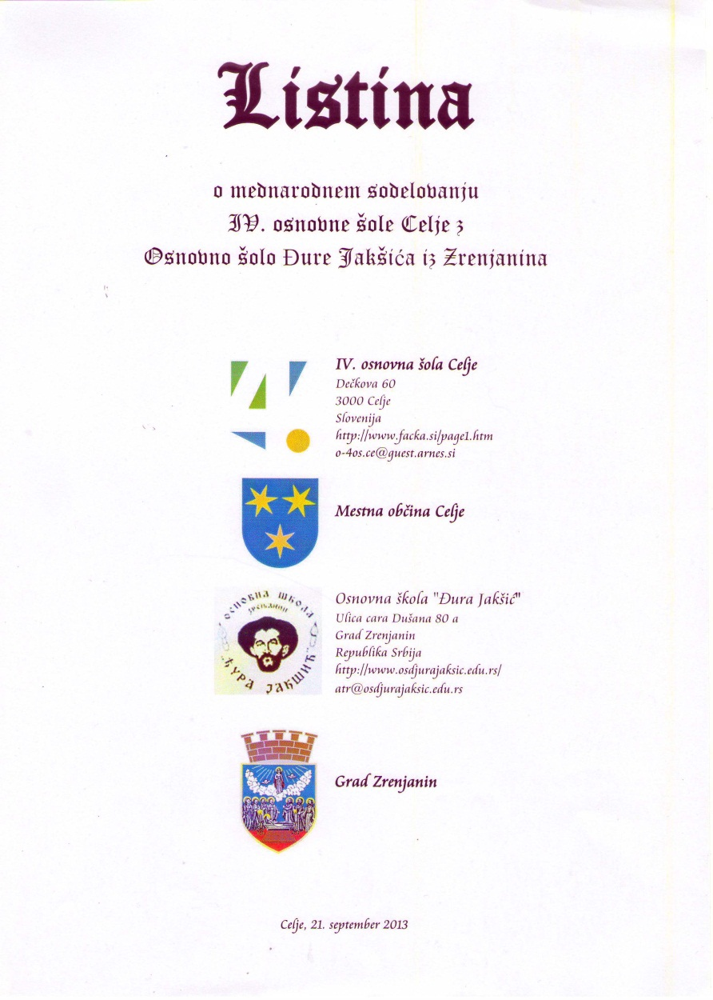 Listina
o mednarodnem sodelovanju
IV. osnovne šole Celje z
Osnovno šolo Đure Jakšića iz Zrenjanina
IV. osnovna šola Celje
Dečkova 60
3000 Celje
Slovenija
http://www.facka.si/page1.htm
o-4os.ce@guest.arnes.si
Mestna občina Celje
ОСНОВНА ШКОЛА
ЗРЕЊАНИН
"ЂУРА ЈАКШИЋ"
Osnovna škola "Đura Jakšić"
Ulica cara Dušana 80 a
Grad Zrenjanin
Republika Srbija
http://www.osdjurajaksic.edu.rs/
atr@osdjurajaksic.edu.rs
Grad Zrenjanin
Celje, 21. september 2013